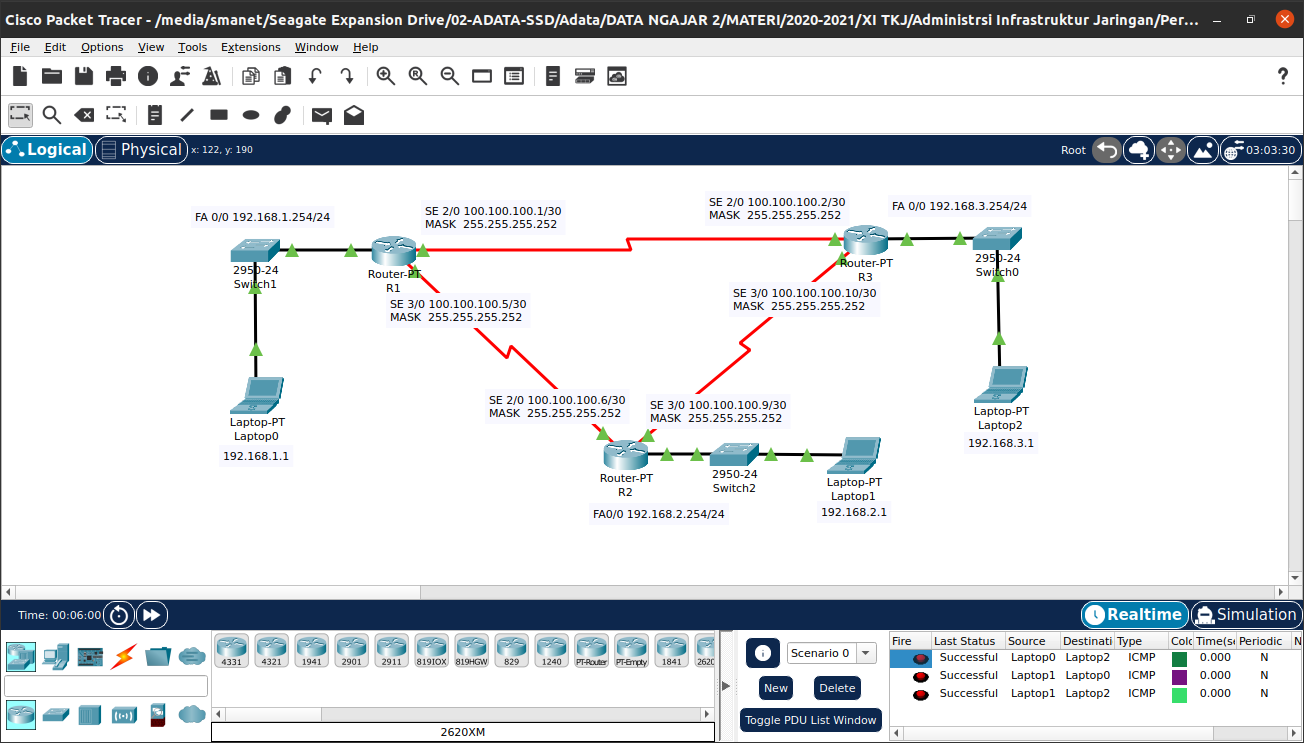 Cisco Packet Tracer - /media/smanet/Seagate Expansion Drive/02-ADATA-SSD/Adata/DATA NGAJAR 2/MATERI/2020-2021/XI TKJ/Administrsi Infrastruktur Jaringan/Per...
File Edit Options View Tools Extensions Window Help
?
Logical Physical x: 122, y: 190 Root 03:03:30
FA 0/0 192.168.1.254/24
SE 2/0 100.100.100.1/30
MASK 255.255.255.252
SE 2/0 100.100.100.2/30
MASK 255.255.255.252
FA 0/0 192.168.3.254/24
2950-24
Switch1
Router-PT
R1
Router-PT
R3
2950-24
Switch0
SE 3/0 100.100.100.5/30
MASK 255.255.255.252
SE 3/0 100.100.100.10/30
MASK 255.255.255.252
Laptop-PT
Laptop0
192.168.1.1
SE 2/0 100.100.100.6/30
MASK 255.255.255.252
SE 3/0 100.100.100.9/30
MASK 255.255.255.252
Laptop-PT
Laptop2
192.168.3.1
Router-PT
R2
2950-24
Switch2
Laptop-PT
Laptop1
192.168.2.1
FA0/0 192.168.2.254/24
Time: 00:06:00 Realtime Simulation
4331 4321 1941 2901 2911 819IOX 819HGW 829 1240 PT-Router PT-Empty 1841 2620
2620XM
Scenario 0
New Delete
Toggle PDU List Window
Fire Last Status Source Destinati Type Colc Time(se Periodic N
Successful Laptop0 Laptop2 ICMP 0.000 N
Successful Laptop1 Laptop0 ICMP 0.000 N
Successful Laptop1 Laptop2 ICMP 0.000 N